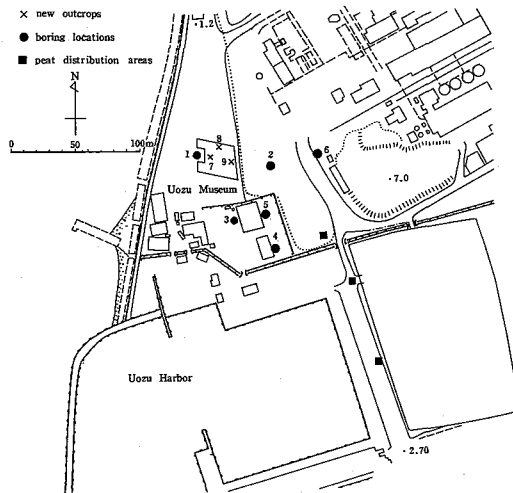 × new outcrops
● boring locations
■ peat distribution areas
N
0 50 100m
1.2
8
1
7
9
2
6
7.0
Uozu Museum
3
5
4
Uozu Harbor
2.70